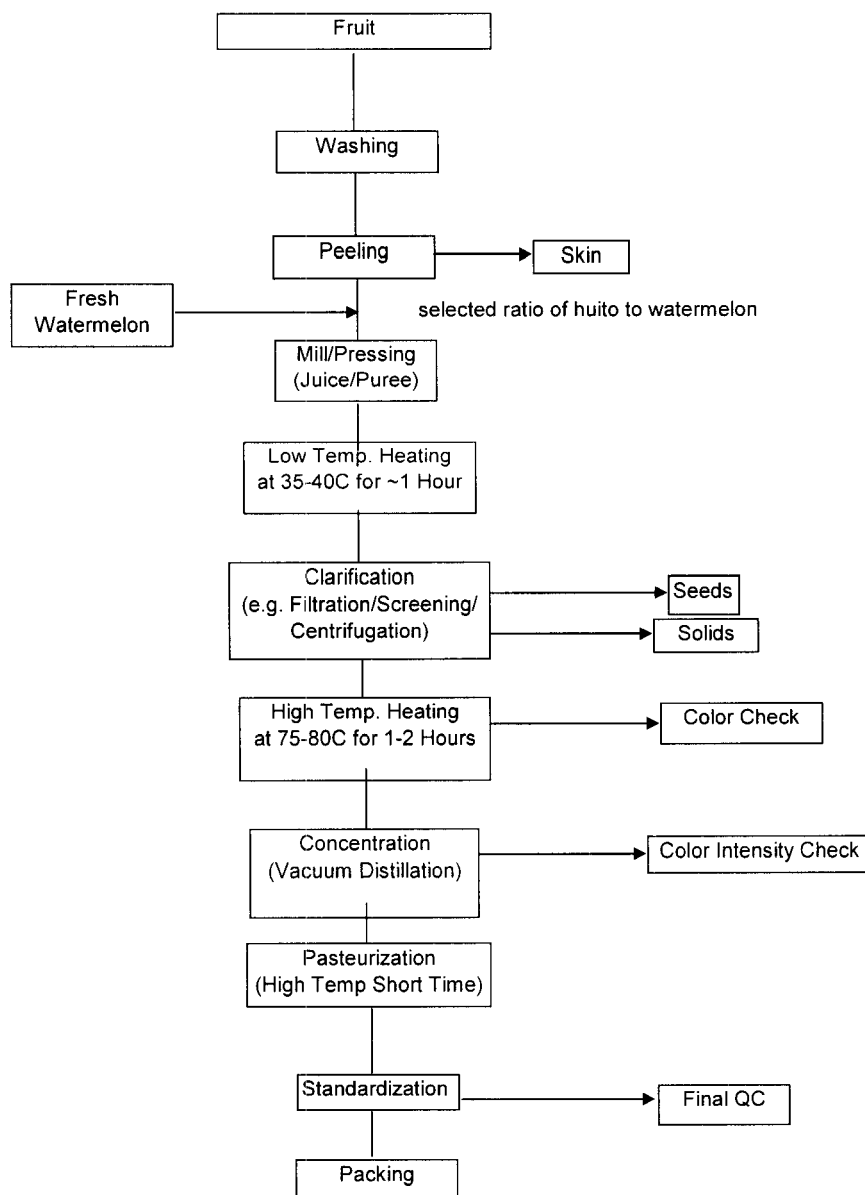 Fruit
Washing
Peeling
Skin
Fresh
Watermelon
selected ratio of huito to watermelon
Mill/Pressing
(Juice/Puree)
Low Temp. Heating
at 35-40C for ~1 Hour
Clarification
(e.g. Filtration/Screening/
Centrifugation)
Seeds
Solids
High Temp. Heating
at 75-80C for 1-2 Hours
Color Check
Concentration
(Vacuum Distillation)
Color Intensity Check
Pasteurization
(High Temp Short Time)
Standardization
Final QC
Packing